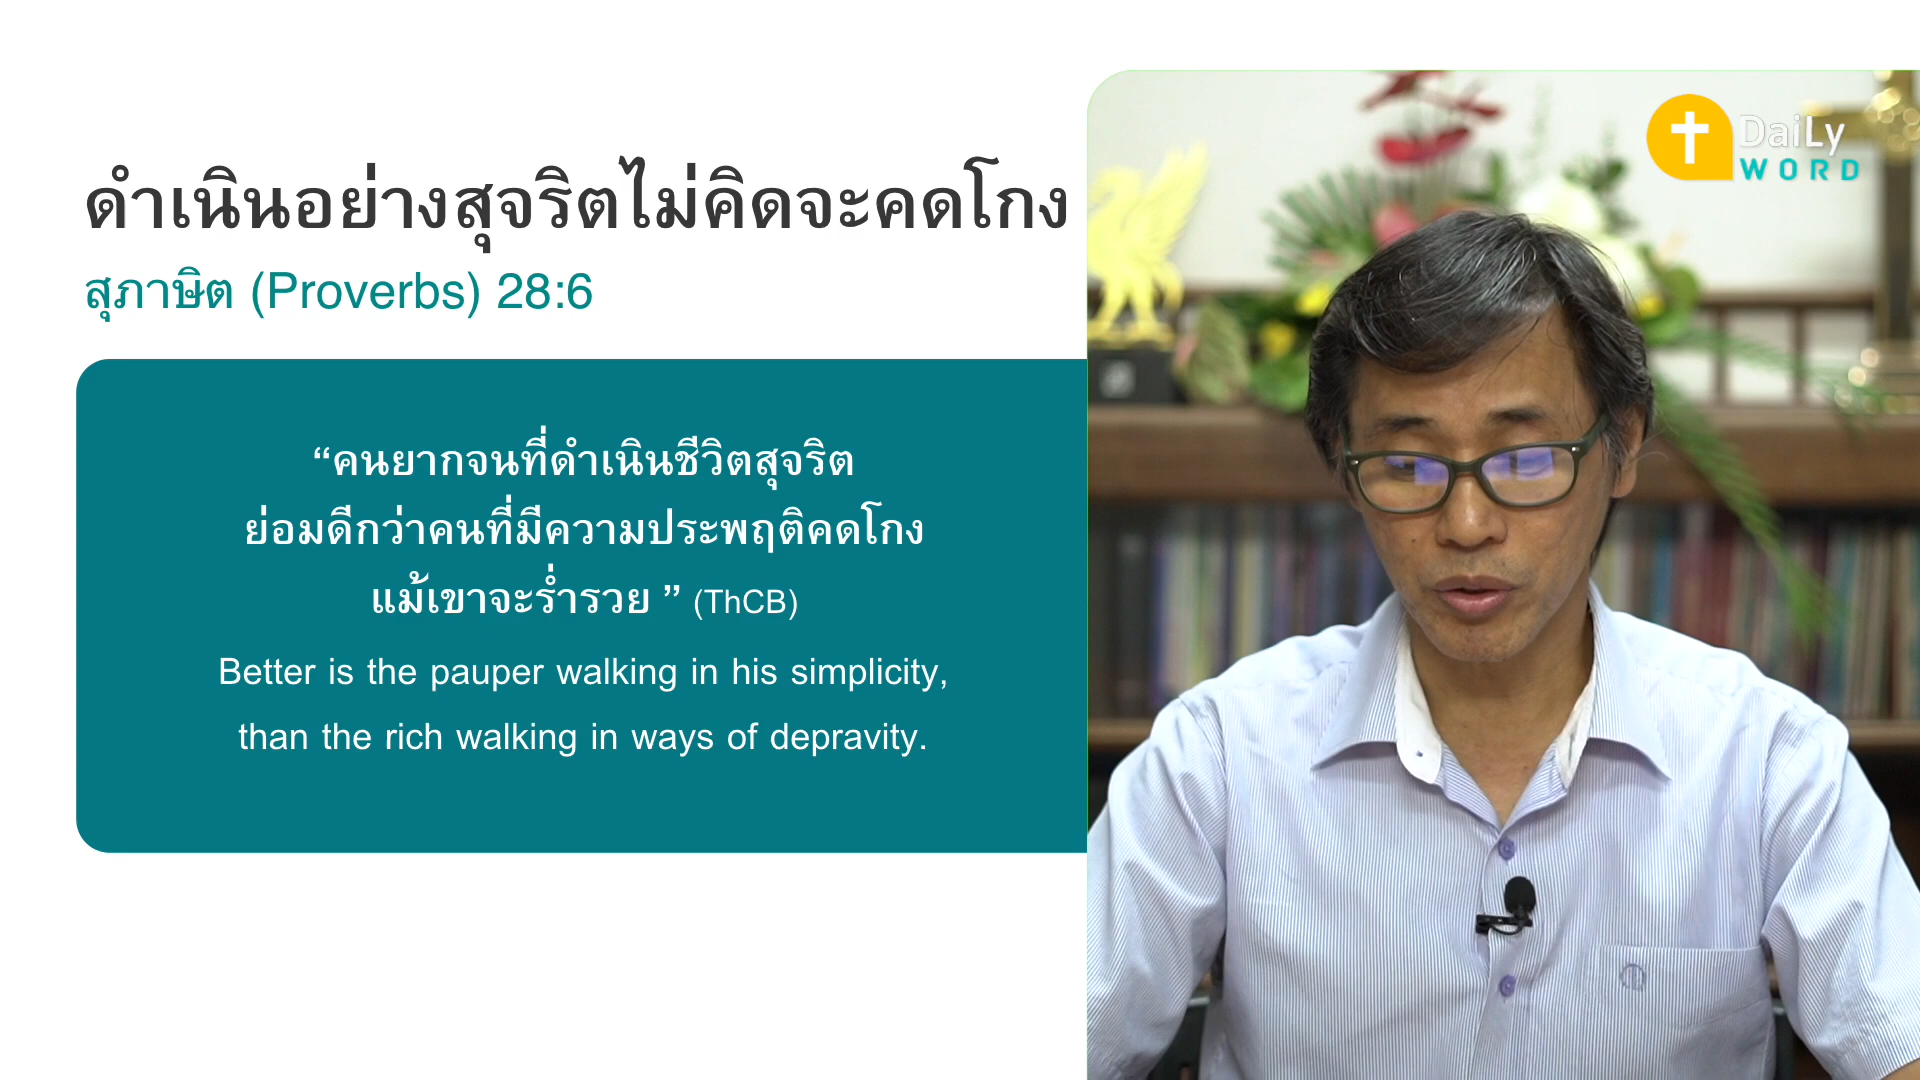 ดำเนินอย่างสุจริตไม่คิดจะคดโกง
สุภาษิต (Proverbs) 28:6
“คนยากจนที่ดำเนินชีวิตสุจริต
ย่อมดีกว่าคนที่มีความประพฤติคดโกง
แม้เขาจะร่ำรวย ” (ThCB)
Better is the pauper walking in his simplicity,
than the rich walking in ways of depravity.
DaiLy
WORD